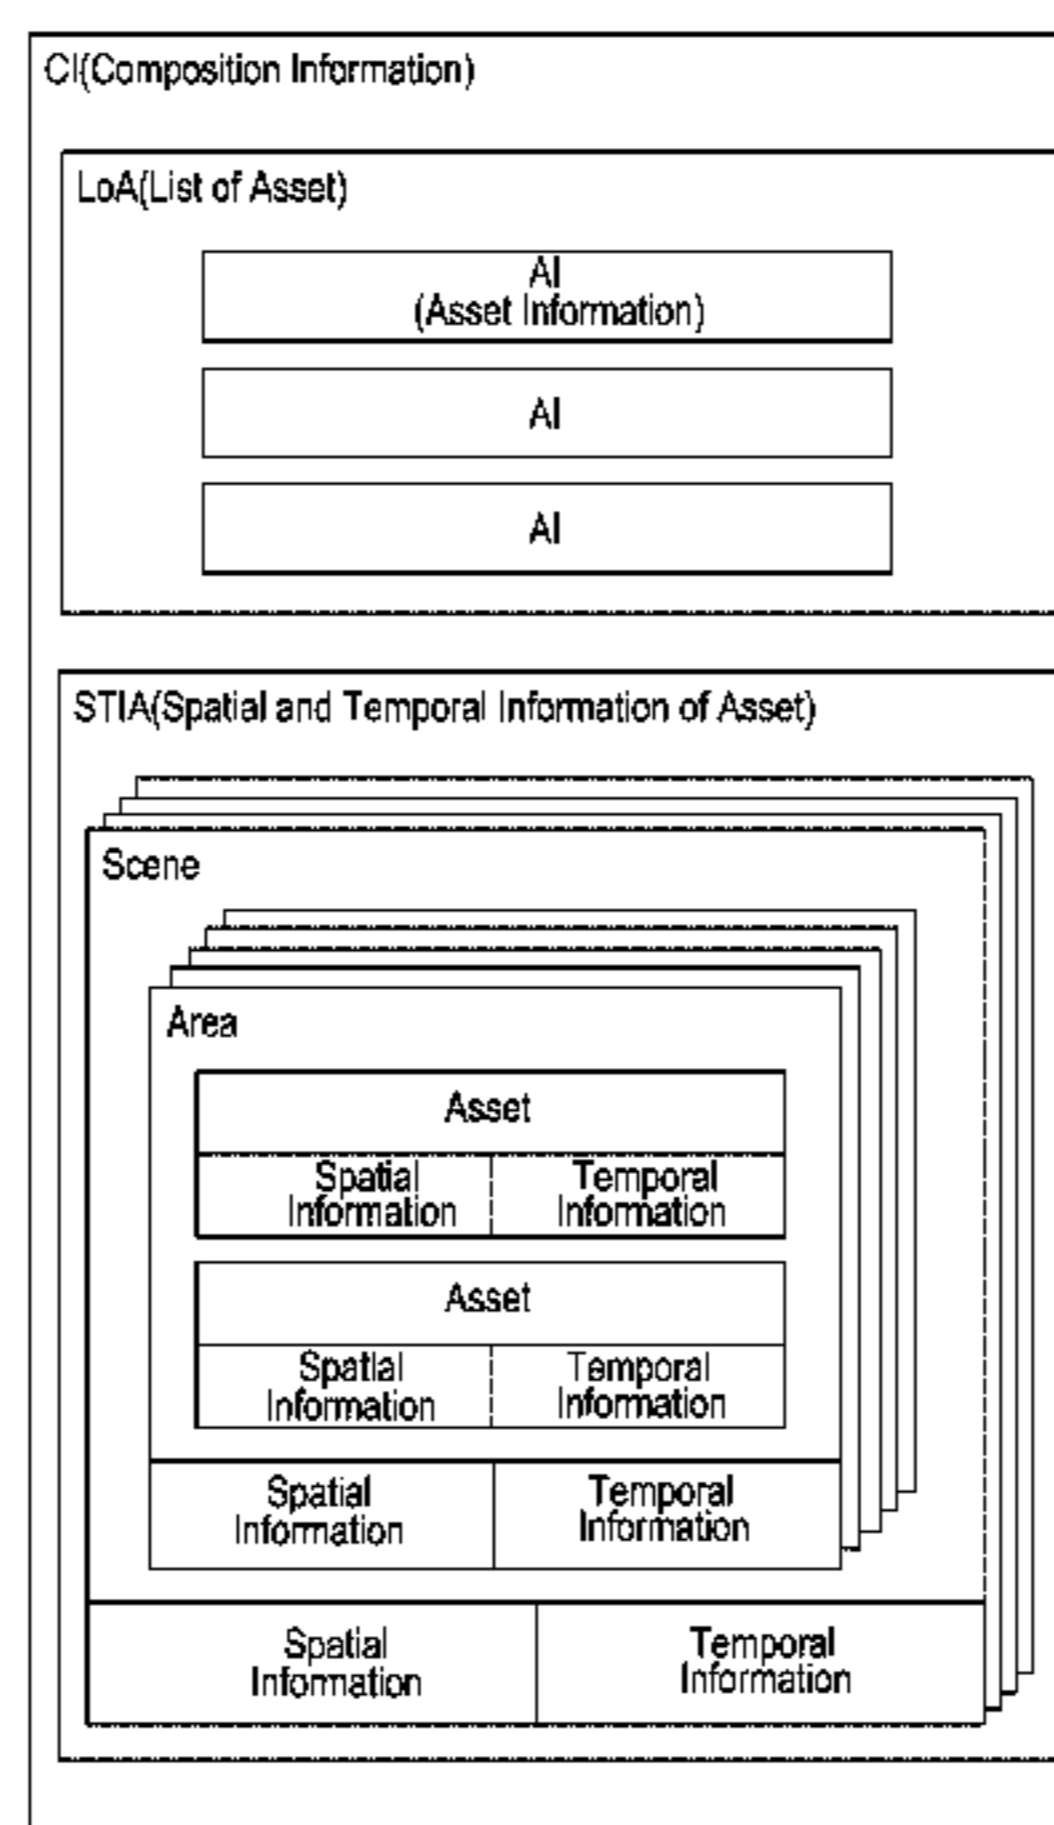 CI(Composition Information)
LoA(List of Asset)
AI
(Asset Information)
AI
AI
STIA(Spatial and Temporal Information of Asset)
Scene
Area
Asset
Spatial
Information
Temporal
Information
Asset
Spatial
Information
Temporal
Information
Spatial
Information
Temporal
Information
Spatial
Information
Temporal
Information